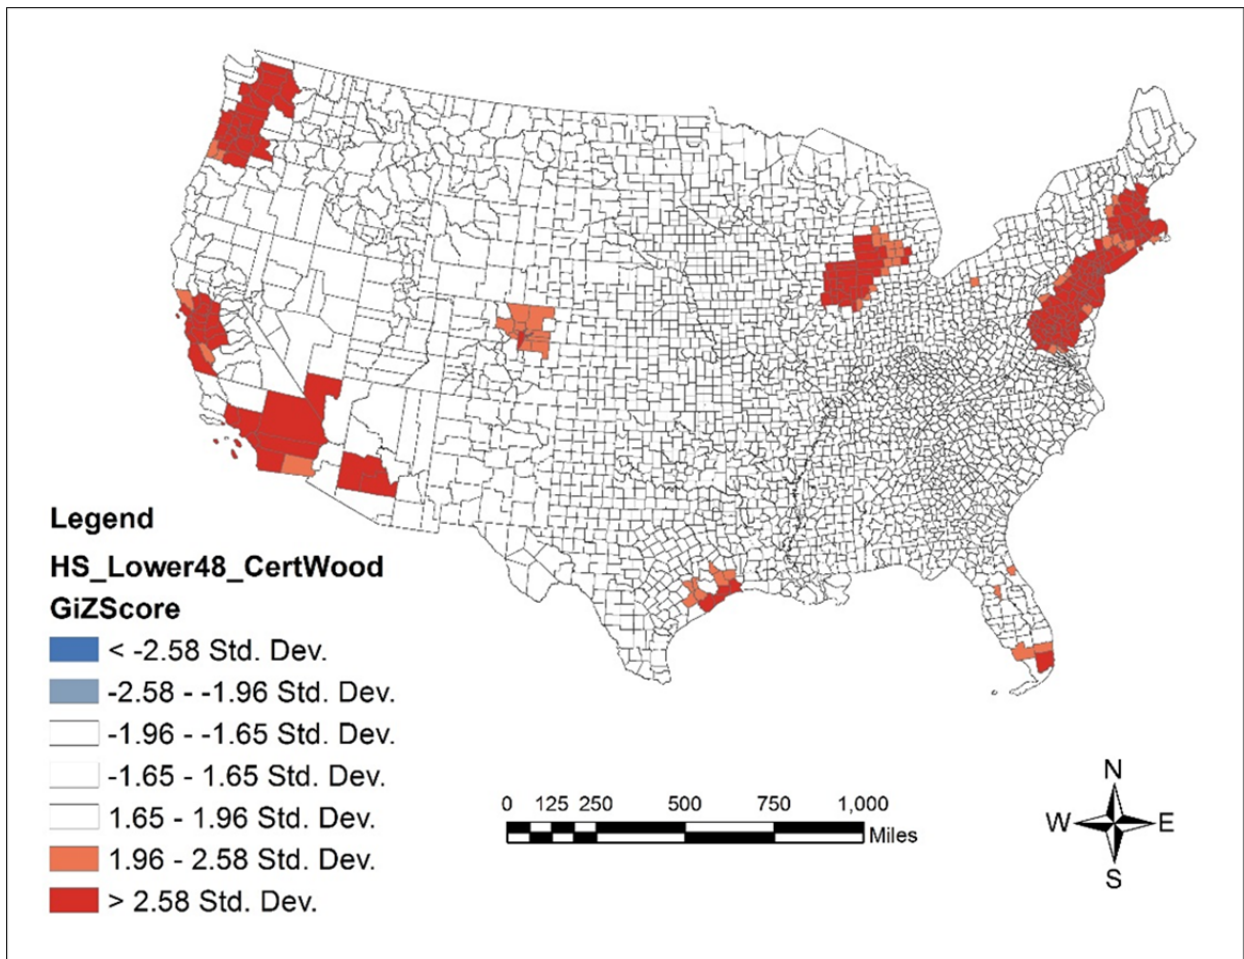 Legend
HS_Lower48_CertWood
GiZScore
< -2.58 Std. Dev.
-2.58 - -1.96 Std. Dev.
-1.96 - -1.65 Std. Dev.
-1.65 - 1.65 Std. Dev.
1.65 - 1.96 Std. Dev.
1.96 - 2.58 Std. Dev.
> 2.58 Std. Dev.
0 125 250 500 750 1,000
Miles
N
W E
S